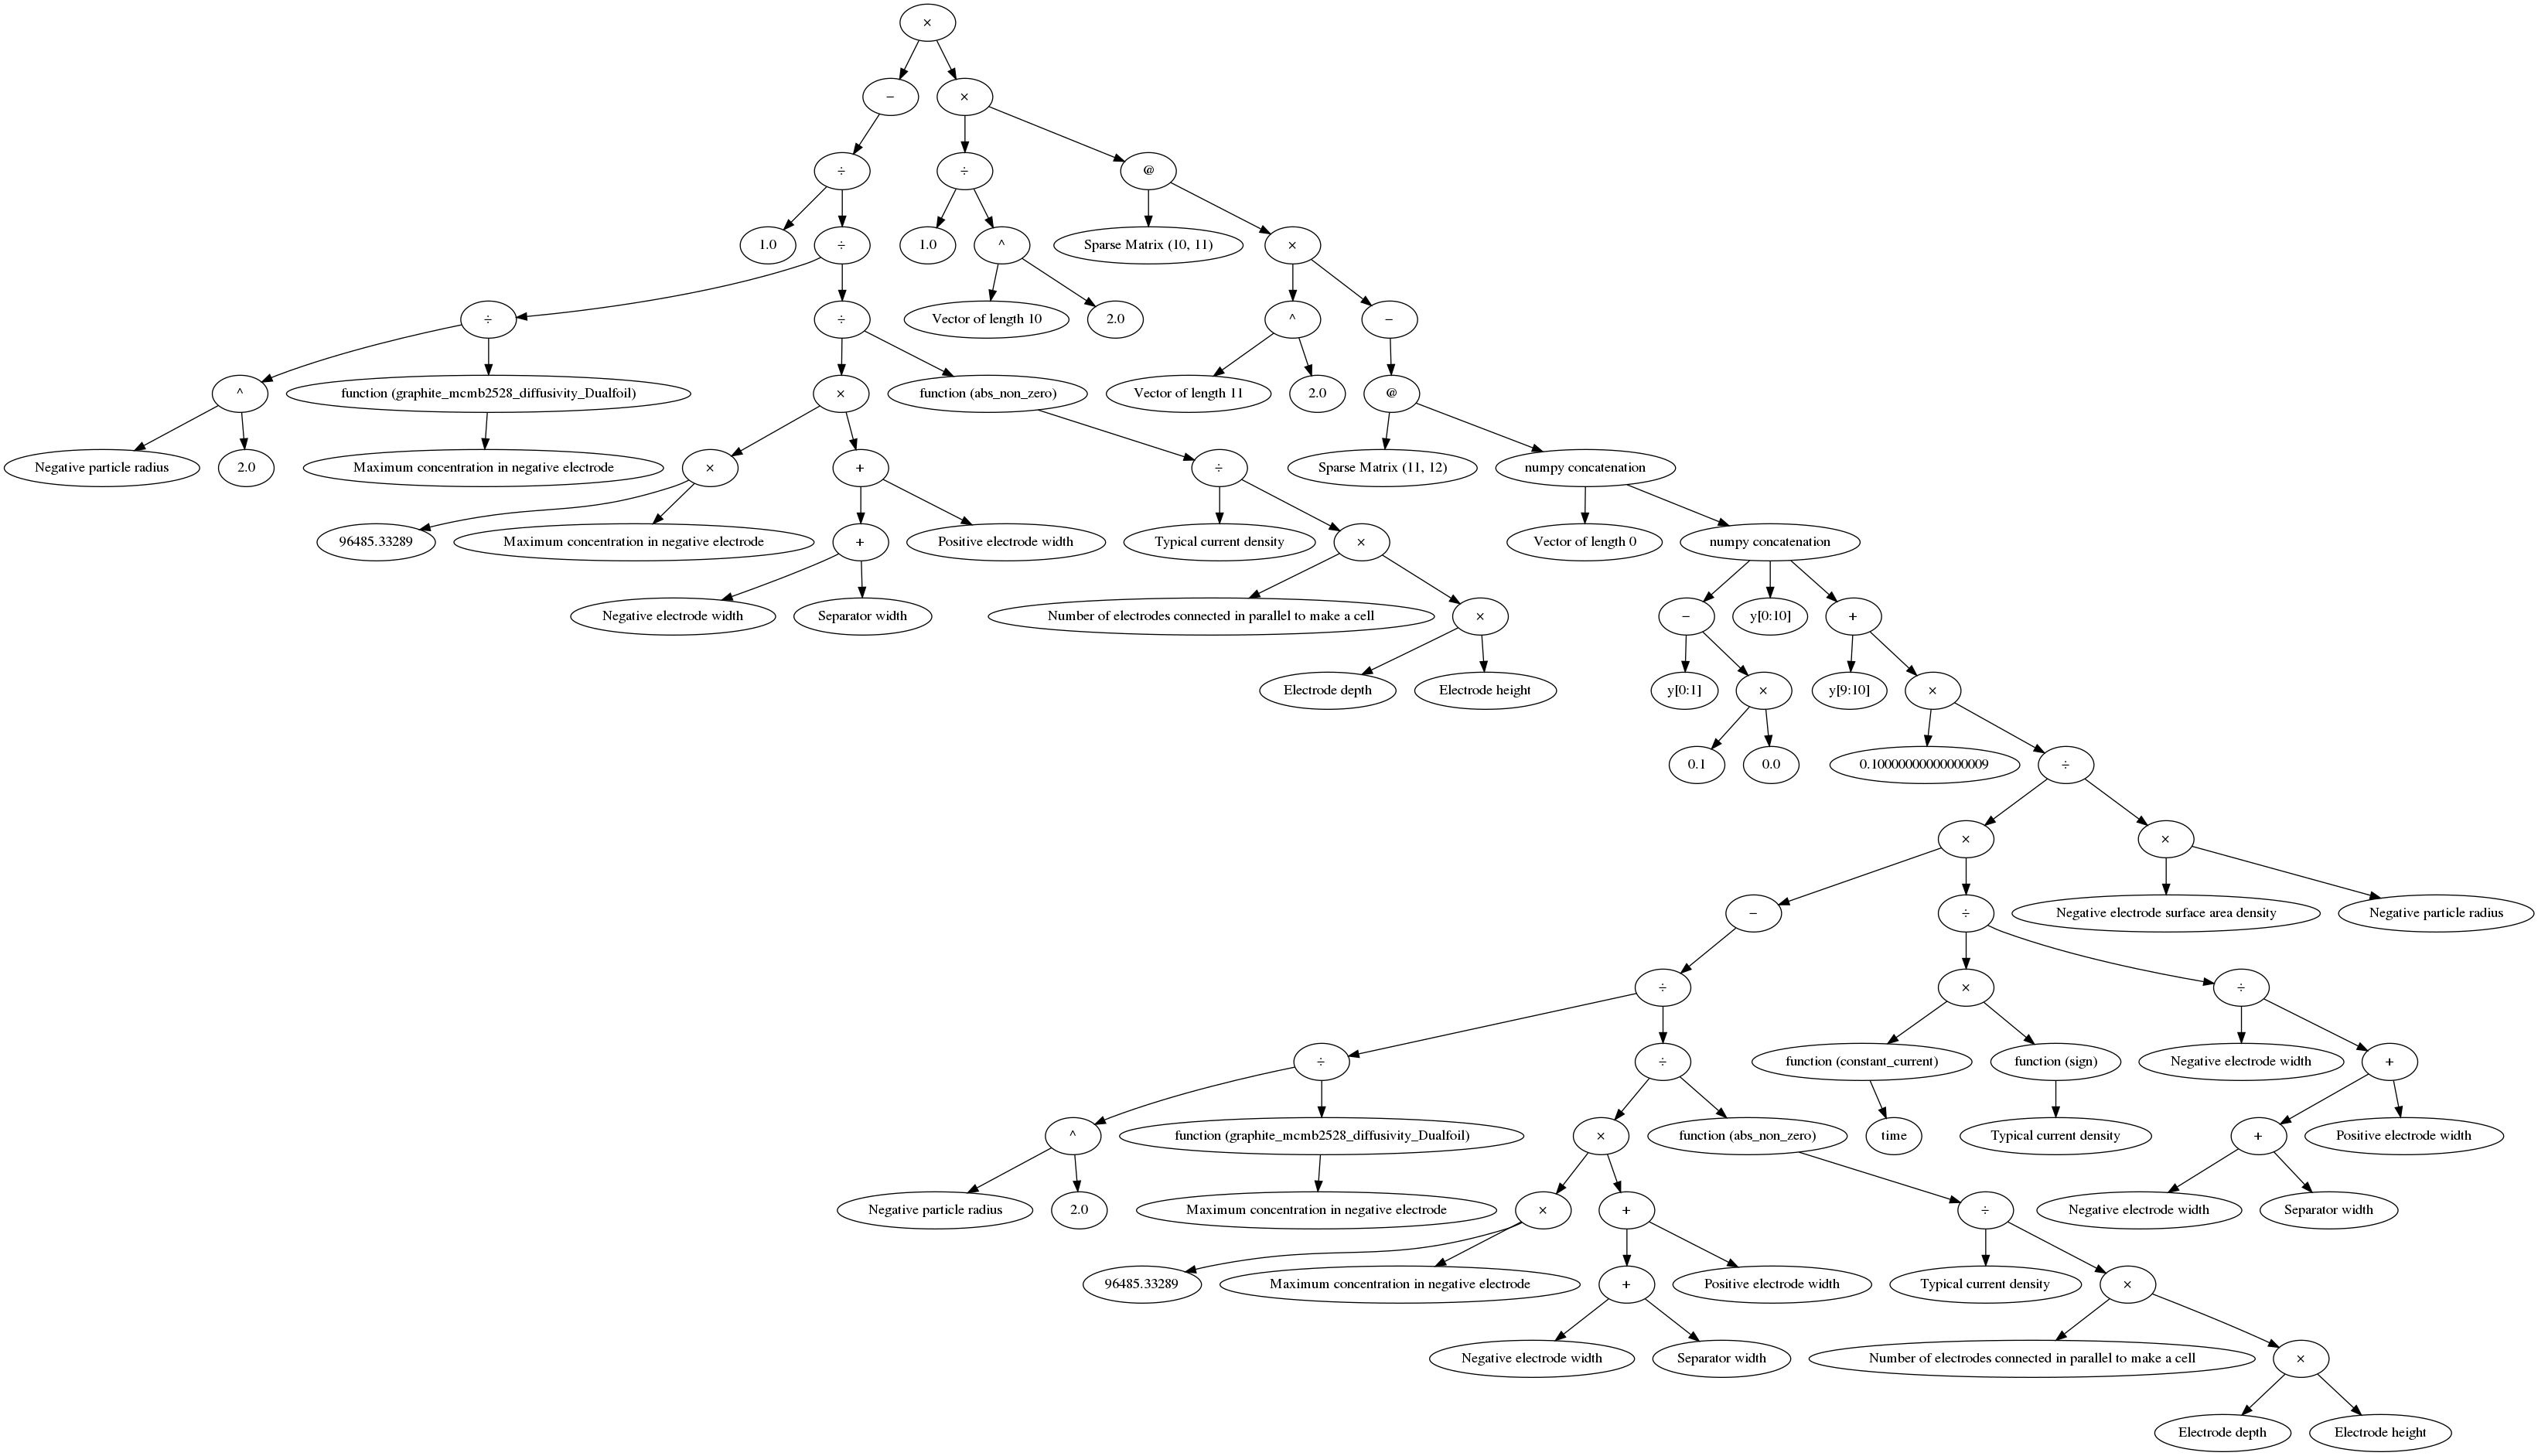 ×
−
×
÷
÷
@
1.0
÷
1.0
^
Sparse Matrix (10, 11)
×
÷
÷
Vector of length 10
2.0
^
−
^
function (graphite_mcmb2528_diffusivity_Dualfoil)
×
function (abs_non_zero)
Vector of length 11
2.0
@
Negative particle radius
2.0
Maximum concentration in negative electrode
×
+
÷
Sparse Matrix (11, 12)
numpy concatenation
96485.33289
Maximum concentration in negative electrode
+
Positive electrode width
Typical current density
×
Vector of length 0
numpy concatenation
Negative electrode width
Separator width
Number of electrodes connected in parallel to make a cell
×
−
y[0:10]
+
Electrode depth
Electrode height
y[0:1]
×
y[9:10]
×
0.1
0.0
0.10000000000000009
÷
×
×
−
÷
Negative electrode surface area density
Negative particle radius
÷
×
÷
÷
÷
function (constant_current)
function (sign)
Negative electrode width
+
^
function (graphite_mcmb2528_diffusivity_Dualfoil)
×
function (abs_non_zero)
time
Typical current density
+
Positive electrode width
Negative particle radius
2.0
Maximum concentration in negative electrode
×
+
÷
Negative electrode width
Separator width
96485.33289
Maximum concentration in negative electrode
+
Positive electrode width
Typical current density
×
Negative electrode width
Separator width
Number of electrodes connected in parallel to make a cell
×
Electrode depth
Electrode height